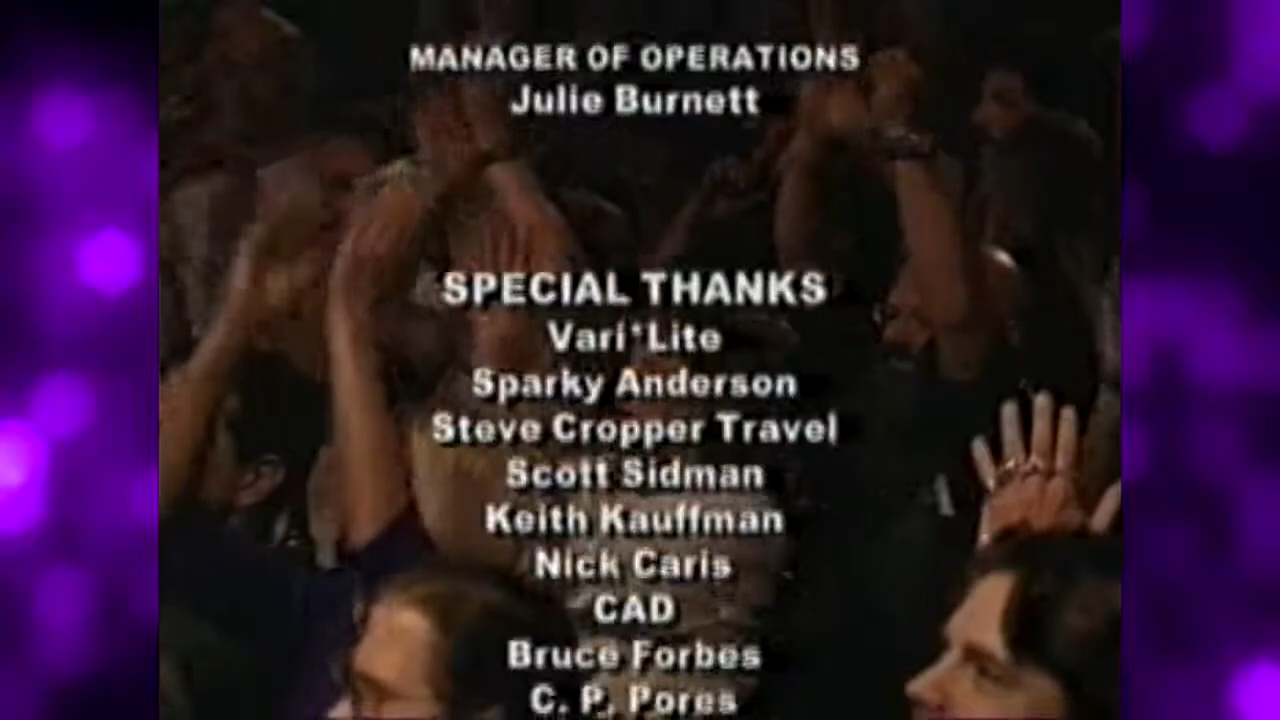 MANAGER OF OPERATIONS
Julie Burnett
SPECIAL THANKS
Vari*Lite
Sparky Anderson
Steve Cropper Travel
Scott Sidman
Keith Kauffman
Nick Caris
CAD
Bruce Forbes
C. P. Pores